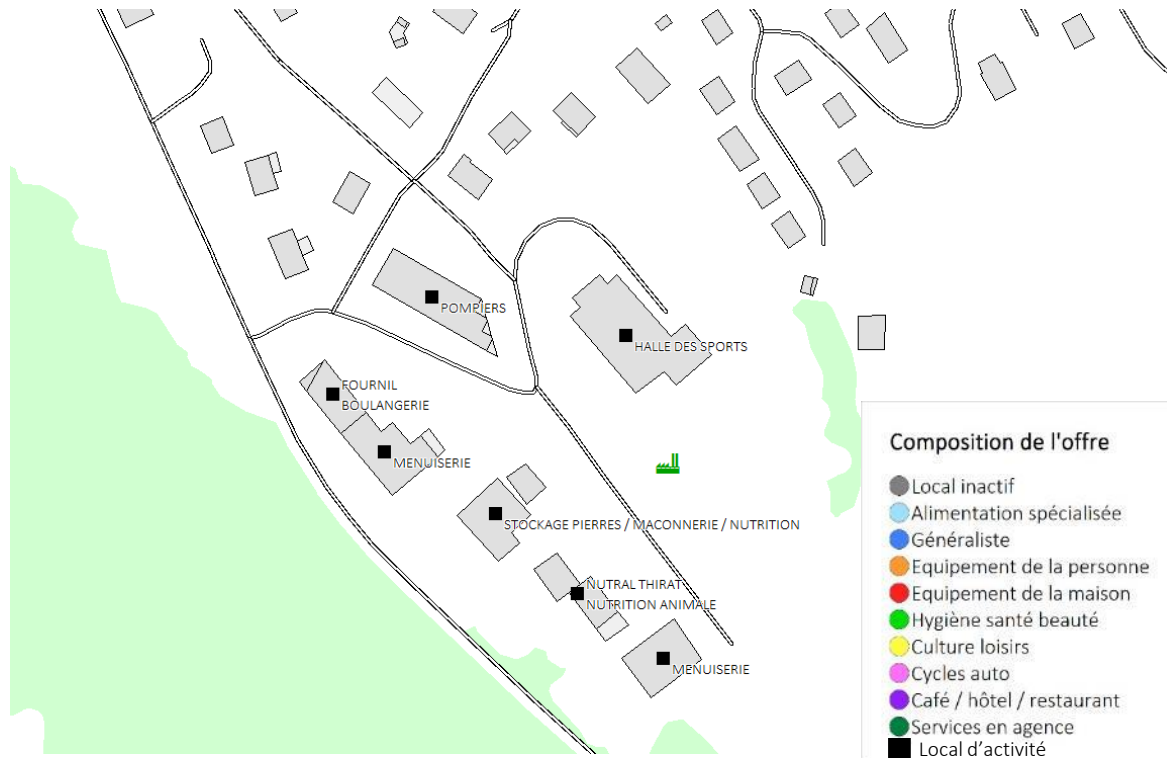 POMPIERS
HALLE DES SPORTS
FOURNIL
BOULANGERIE
MENUISERIE
STOCKAGE PIERRES / MACONNERIE / NUTRITION
NUTRAL THIRAT
NUTRITION ANIMALE
MENUISERIE
Composition de l'offre
Local inactif
Alimentation spécialisée
Généraliste
Equipement de la personne
Equipement de la maison
Hygiène santé beauté
Culture loisirs
Cycles auto
Café / hôtel / restaurant
Services en agence
Local d’activité